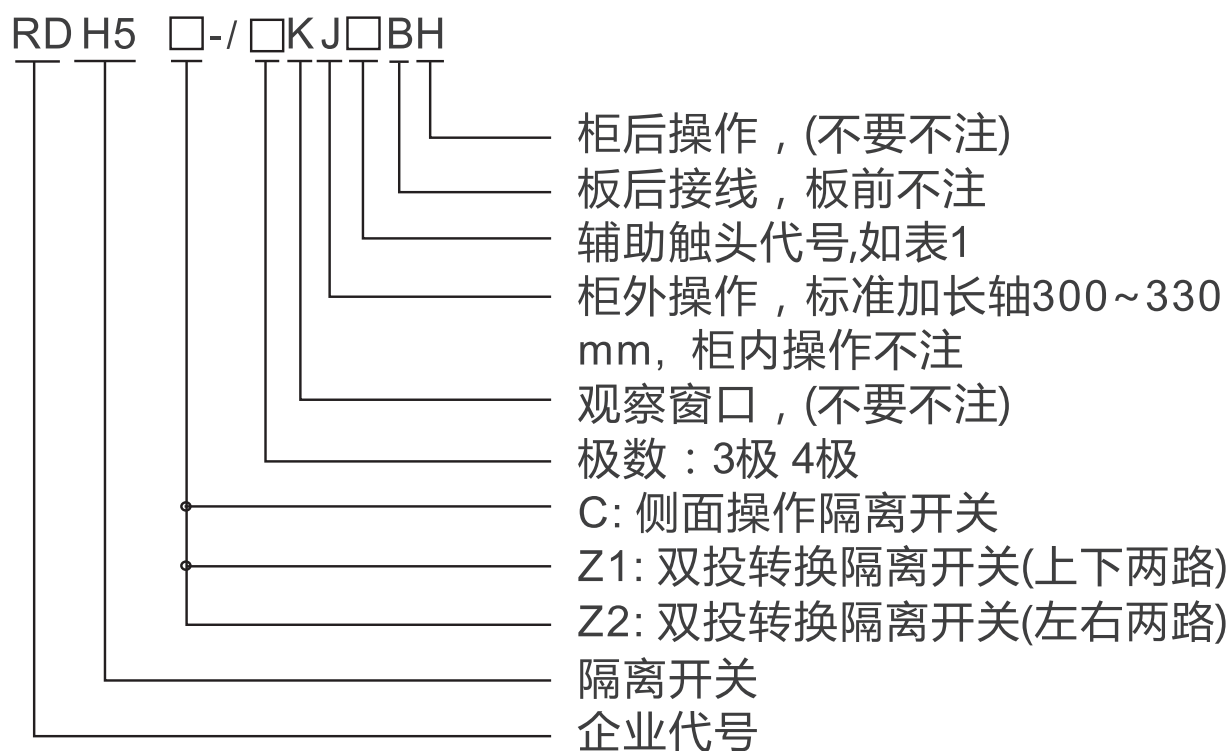 RD H5 □-/□KJ□BH
柜后操作，(不要不注)
板后接线，板前不注
辅助触头代号,如表1
柜外操作，标准加长轴300~330
mm, 柜内操作不注
观察窗口，(不要不注)
极数：3极 4极
C: 侧面操作隔离开关
Z1: 双投转换隔离开关(上下两路)
Z2: 双投转换隔离开关(左右两路)
隔离开关
企业代号